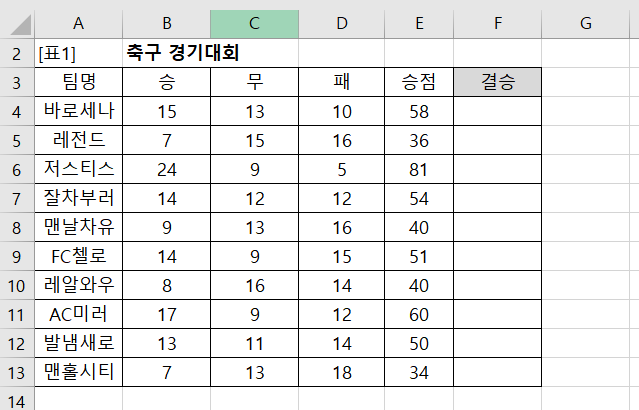 A B C D E F G
2 [표1] 축구 경기대회
3 팀명 승 무 패 승점 결승
4 바로세나 15 13 10 58
5 레전드 7 15 16 36
6 저스티스 24 9 5 81
7 잘차부러 14 12 12 54
8 맨날차유 9 13 16 40
9 FC첼로 14 9 15 51
10 레알와우 8 16 14 40
11 AC미러 17 9 12 60
12 발냄새로 13 11 14 50
13 맨홀시티 7 13 18 34
14